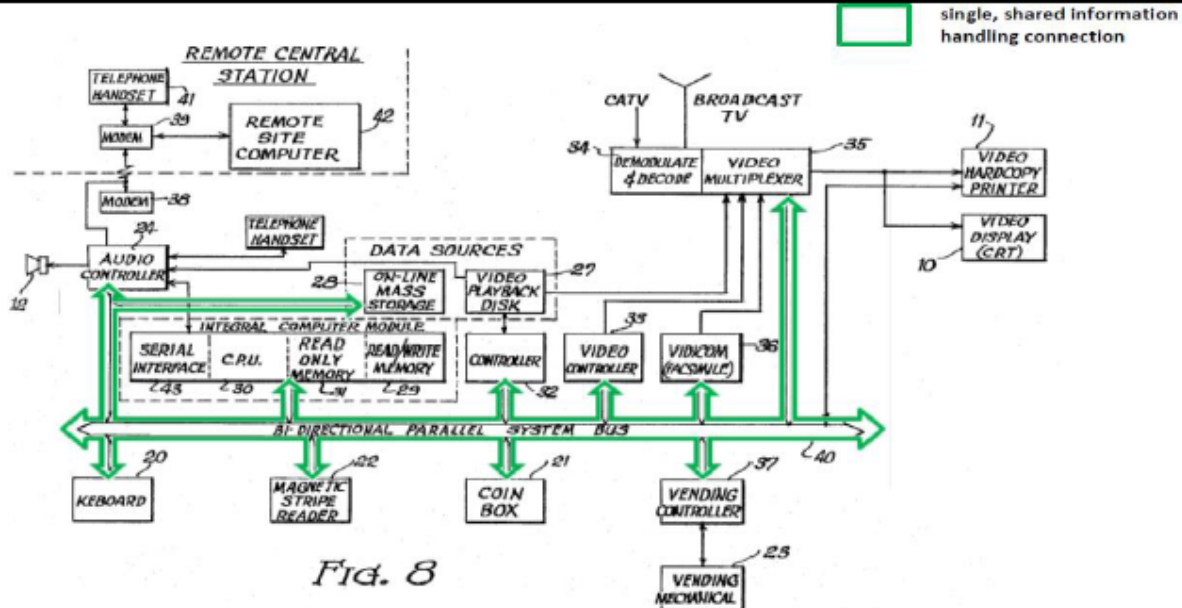 single, shared information
handling connection
REMOTE CENTRAL
STATION
TELEPHONE
HANDSET
41
MODEM
39
REMOTE
SITE
COMPUTER
42
MODEM
38
CATV
BROADCAST
TV
34
DEMODULATE
& DECODE
VIDEO
MULTIPLEXER
35
11
VIDEO
HARDCOPY
PRINTER
10
VIDEO
DISPLAY
(CRT)
24
AUDIO
CONTROLLER
12
TELEPHONE
HANDSET
DATA SOURCES
28
ON-LINE
MASS
STORAGE
VIDEO
PLAYBACK
DISK
27
INTEGRAL COMPUTER MODULE
SERIAL
INTERFACE
43
C.P.U.
30
READ
ONLY
MEMORY
31
READ/WRITE
MEMORY
29
CONTROLLER
32
33
VIDEO
CONTROLLER
VIDICOM
(FACSIMILE)
36
BI-DIRECTIONAL PARALLEL SYSTEM BUS
40
20
KEBOARD
22
MAGNETIC
STRIPE
READER
21
COIN
BOX
37
VENDING
CONTROLLER
23
VENDING
MECHANICAL
FIG. 8